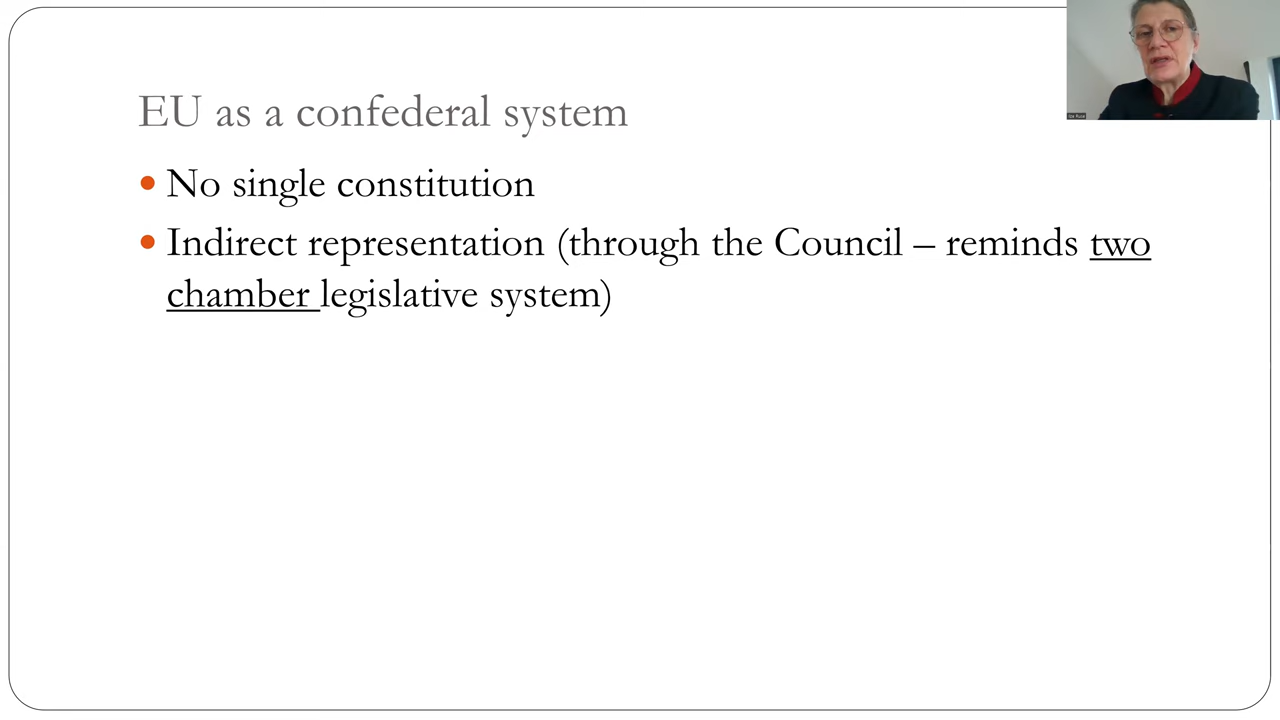 EU as a confederal system
No single constitution
Indirect representation (through the Council – reminds two
chamber legislative system)